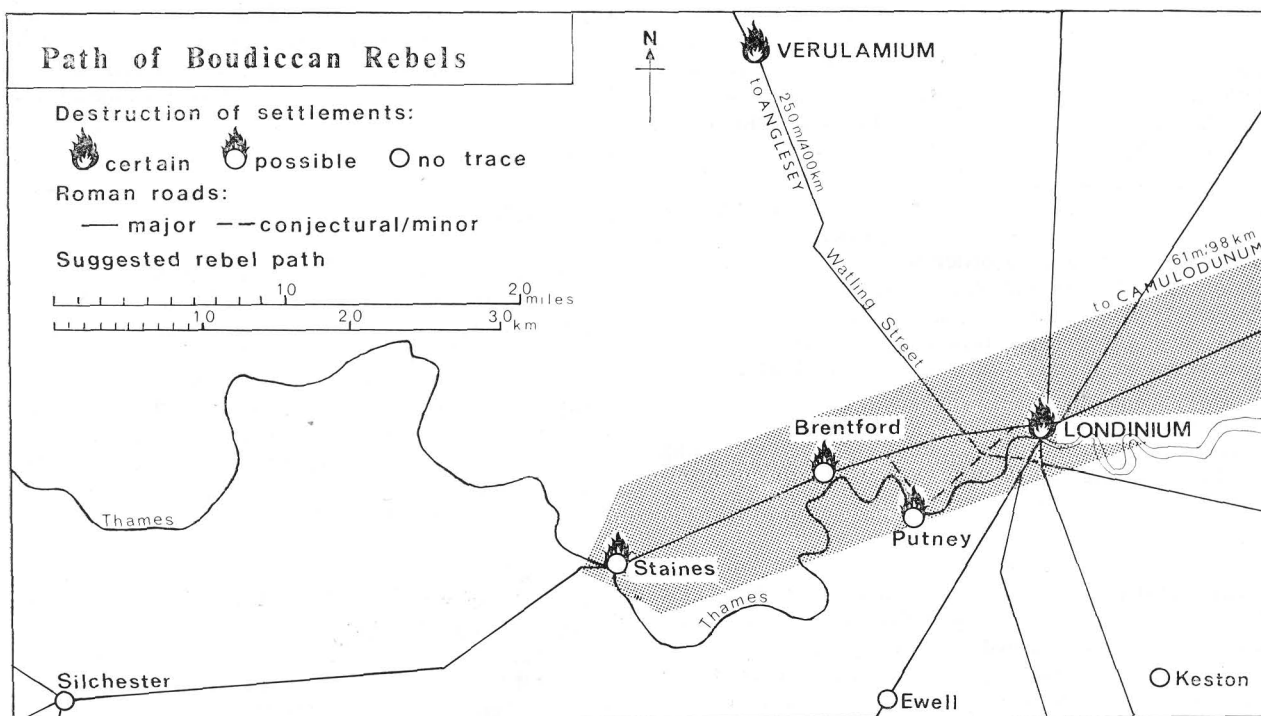 Path of Boudiccan Rebels
Destruction of settlements:
certain possible no trace
Roman roads:
major conjectural/minor
Suggested rebel path
10 20 miles
10 20 30 km
N
VERULAMIUM
250m/400km
to ANGLESEY
Watling Street
61m/98km
to CAMULODUNUM
Brentford
LONDINIUM
Putney
Staines
Thames
Thames
Silchester
Ewell
Keston